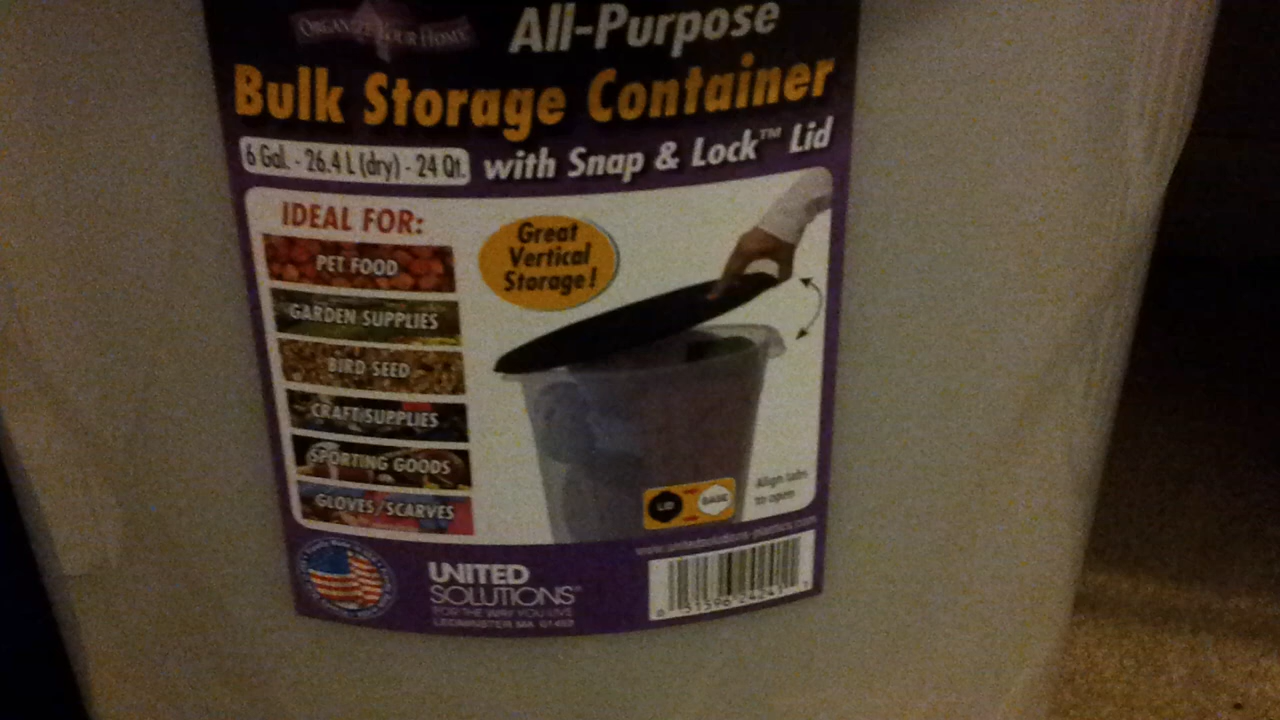 ORGANIZE YOUR HOME
All-Purpose
Bulk Storage Container
6 Gal. - 26.4 L (dry) - 24 Qt.
with Snap & Lock™ Lid
IDEAL FOR:
PET FOOD
GARDEN SUPPLIES
BIRD SEED
CRAFT SUPPLIES
SPORTING GOODS
GLOVES/SCARVES
Great
Vertical
Storage!
LID
BASE
Align tabs
to open
www.unitedsolutions-plastics.com
UNITED
SOLUTIONS
FOR THE WAY YOU LIVE
LEOMINSTER MA 01453